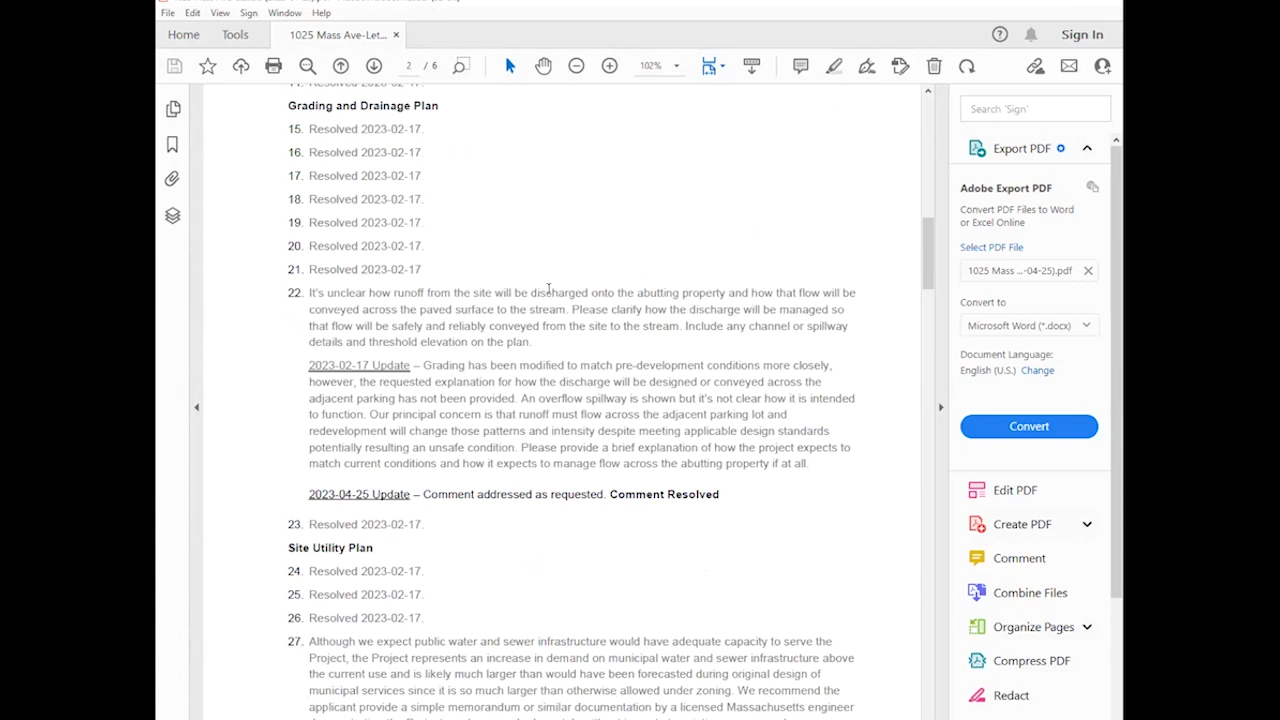 File Edit View Sign Window Help
Home Tools 1025 Mass Ave-Let... × Sign In
2 / 6 102%
Grading and Drainage Plan
15. Resolved 2023-02-17.
16. Resolved 2023-02-17.
17. Resolved 2023-02-17.
18. Resolved 2023-02-17.
19. Resolved 2023-02-17.
20. Resolved 2023-02-17.
21. Resolved 2023-02-17
22. It's unclear how runoff from the site will be discharged onto the abutting property and how that flow will be
conveyed across the paved surface to the stream. Please clarify how the discharge will be managed so
that flow will be safely and reliably conveyed from the site to the stream. Include any channel or spillway
details and threshold elevation on the plan.
2023-02-17 Update – Grading has been modified to match pre-development conditions more closely,
however, the requested explanation for how the discharge will be designed or conveyed across the
adjacent parking has not been provided. An overflow spillway is shown but it's not clear how it is intended
to function. Our principal concern is that runoff must flow across the adjacent parking lot and
redevelopment will change those patterns and intensity despite meeting applicable design standards
potentially resulting an unsafe condition. Please provide a brief explanation of how the project expects to
match current conditions and how it expects to manage flow across the abutting property if at all.
2023-04-25 Update – Comment addressed as requested. Comment Resolved
23. Resolved 2023-02-17.
Site Utility Plan
24. Resolved 2023-02-17.
25. Resolved 2023-02-17.
26. Resolved 2023-02-17.
27. Although we expect public water and sewer infrastructure would have adequate capacity to serve the
Project, the Project represents an increase in demand on municipal water and sewer infrastructure above
the current use and is likely much larger than would have been forecasted during original design of
municipal services since it is so much larger than otherwise allowed under zoning. We recommend the
applicant provide a simple memorandum or similar documentation by a licensed Massachusetts engineer
Search 'Sign'
Export PDF
Adobe Export PDF
Convert PDF Files to Word
or Excel Online
Select PDF File
1025 Mass ...-04-25).pdf
Convert to
Microsoft Word (*.docx)
Document Language:
English (U.S.) Change
Convert
Edit PDF
Create PDF
Comment
Combine Files
Organize Pages
Compress PDF
Redact